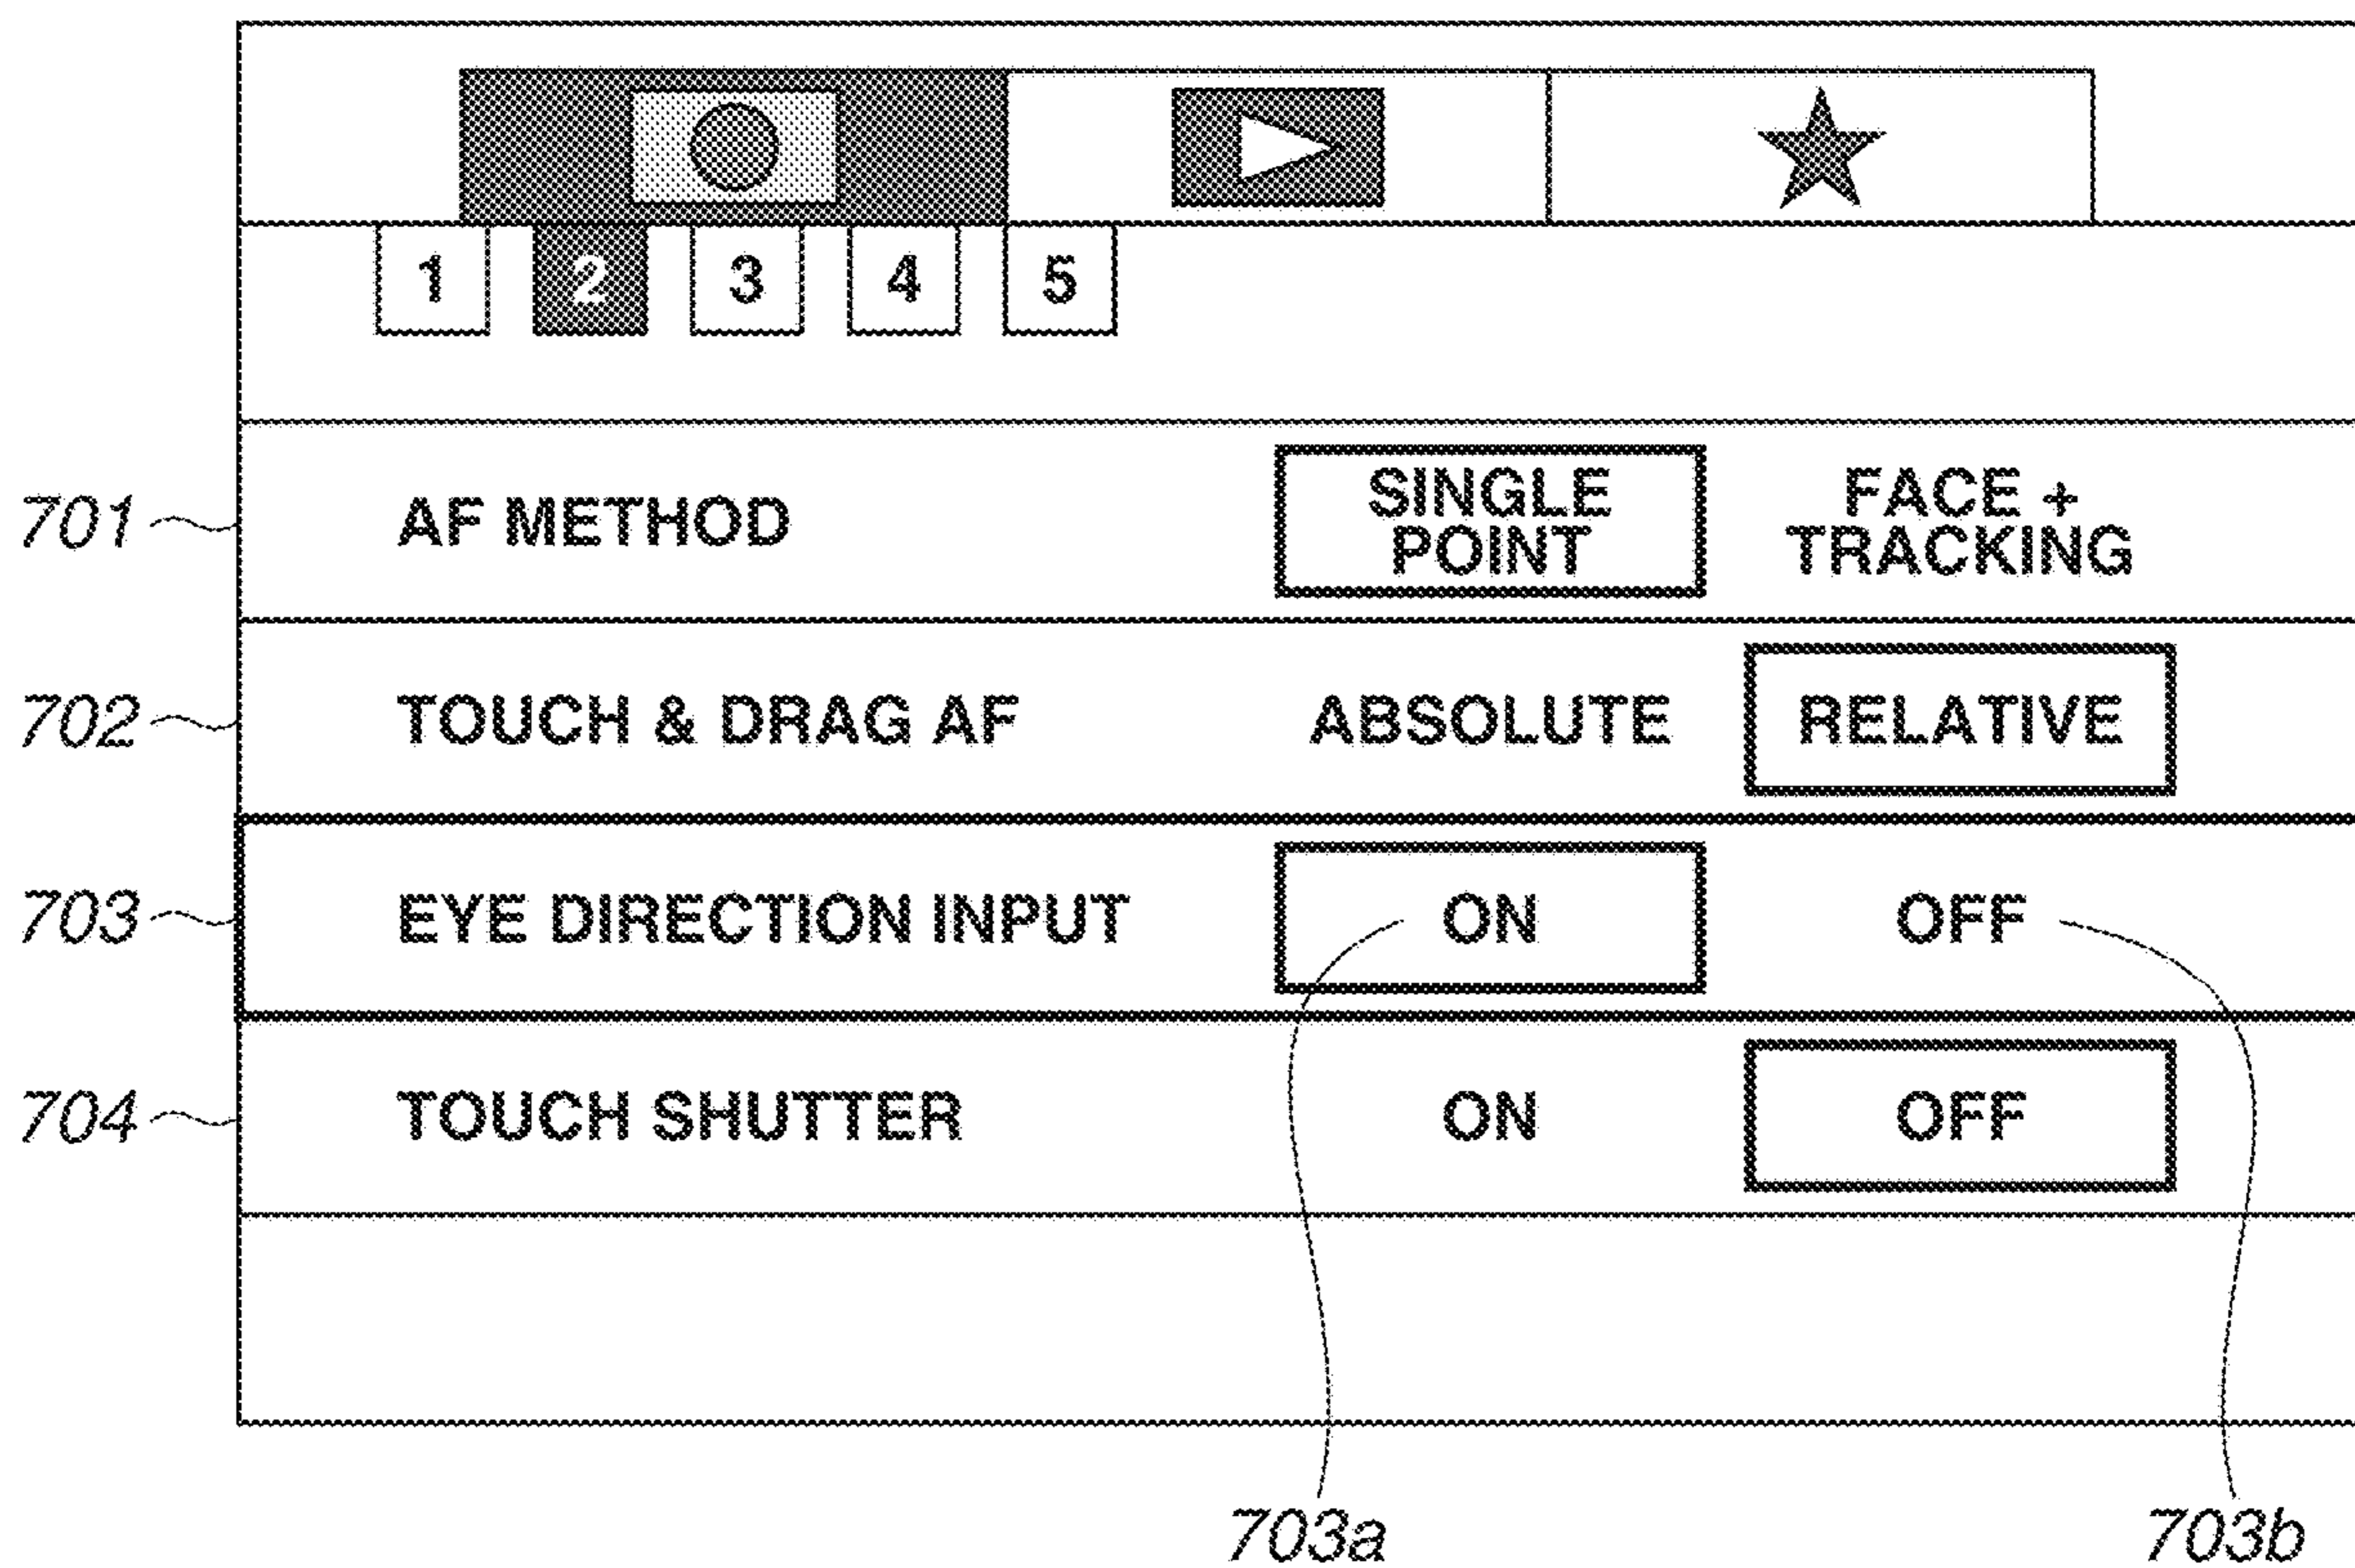 1 2 3 4 5
701 AF METHOD SINGLE POINT FACE + TRACKING
702 TOUCH & DRAG AF ABSOLUTE RELATIVE
703 EYE DIRECTION INPUT ON OFF
704 TOUCH SHUTTER ON OFF
703a 703b